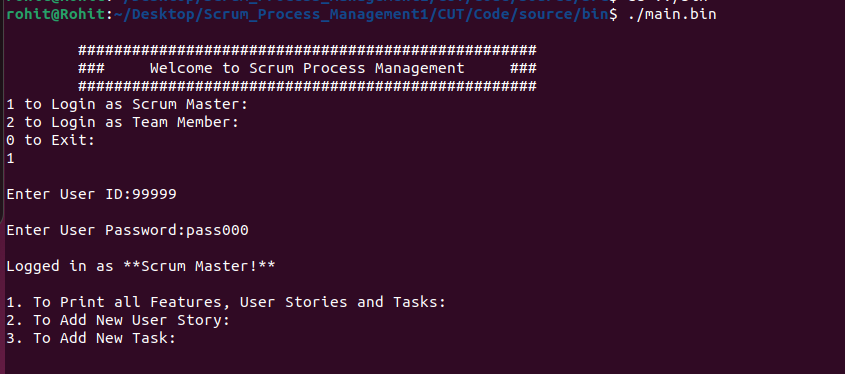 rohit@Rohit:~/Desktop/Scrum_Process_Management1/CUT/Code/source/bin$ ./main.bin
###################################################
### Welcome to Scrum Process Management ###
###################################################
1 to Login as Scrum Master:
2 to Login as Team Member:
0 to Exit:
1
Enter User ID:99999
Enter User Password:pass000
Logged in as **Scrum Master!**
1. To Print all Features, User Stories and Tasks:
2. To Add New User Story:
3. To Add New Task: